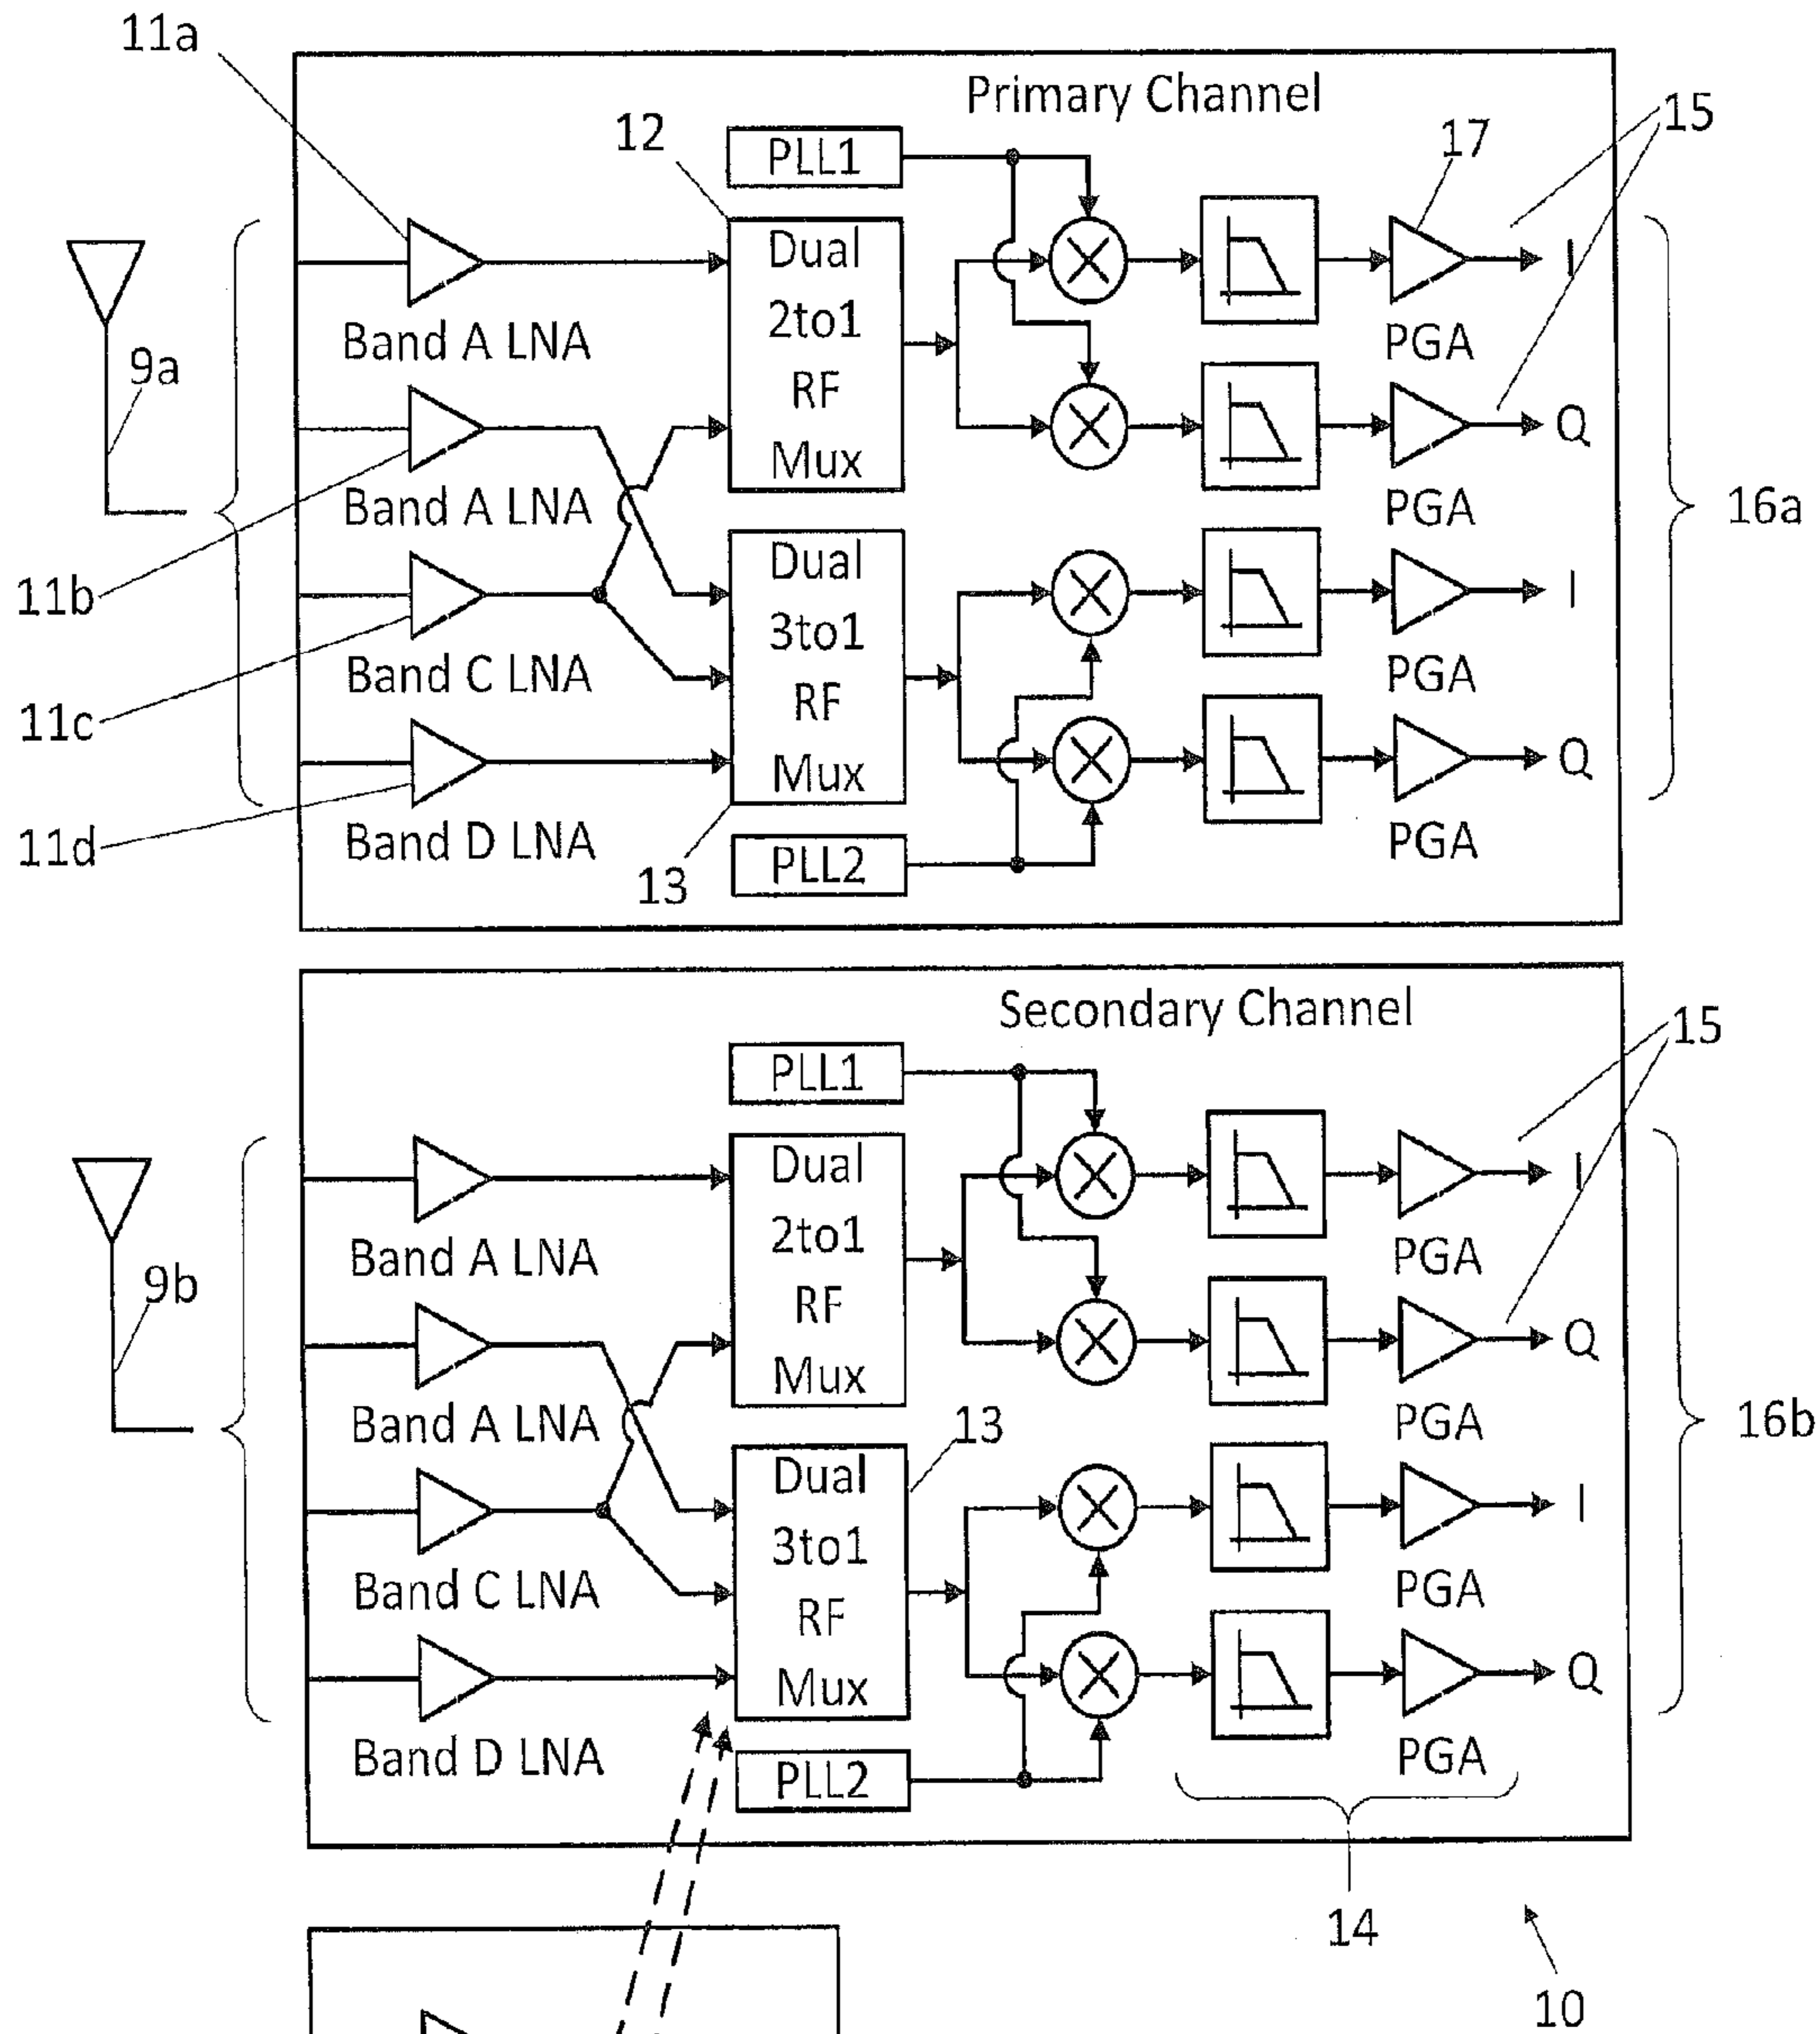 11a
Primary Channel
15
12
PLL1
17
Dual
2to1
RF
Mux
I
Band A LNA
PGA
9a
Q
Band A LNA
PGA
16a
11b
Dual
3to1
RF
Mux
I
Band C LNA
PGA
11c
Q
Band D LNA
PGA
11d
PLL2
13
Secondary Channel
15
PLL1
Dual
2to1
RF
Mux
I
Band A LNA
PGA
9b
Q
Band A LNA
PGA
16b
13
Dual
3to1
RF
Mux
I
Band C LNA
PGA
Q
Band D LNA
PGA
PLL2
14
10